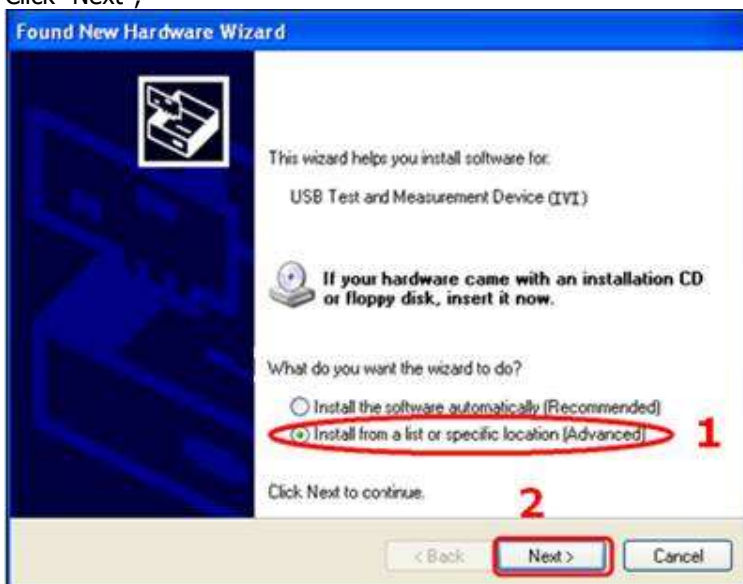 Click "Next",
Found New Hardware Wizard
This wizard helps you install software for:
USB Test and Measurement Device (IVI)
If your hardware came with an installation CD
or floppy disk, insert it now.
What do you want the wizard to do?
Install the software automatically (Recommended)
Install from a list or specific location (Advanced)
1
Click Next to continue.
2
< Back
Next >
Cancel